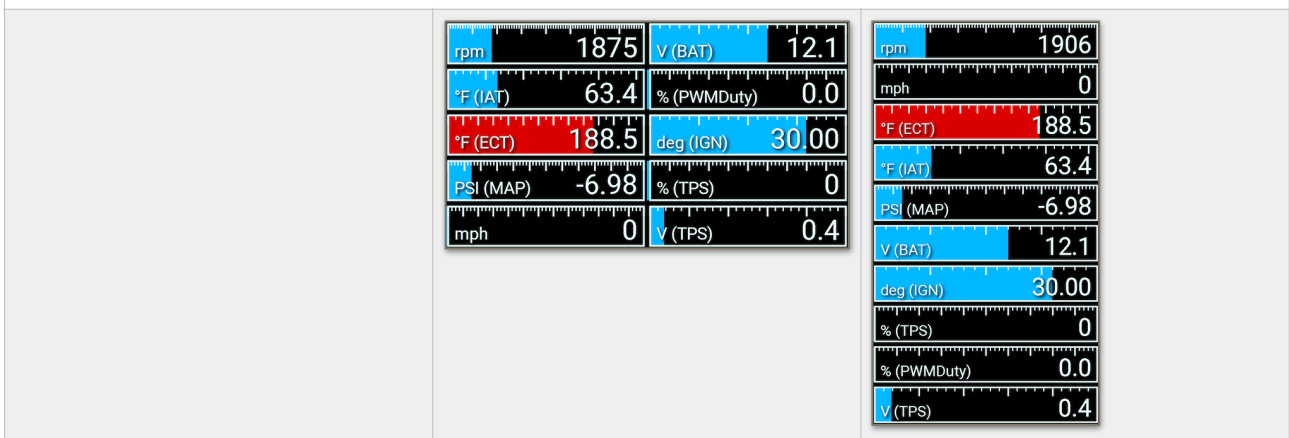 rpm 1875 V (BAT) 12.1
°F (IAT) 63.4 % (PWMDuty) 0.0
°F (ECT) 188.5 deg (IGN) 30.00
PSI (MAP) -6.98 % (TPS) 0
mph 0 V (TPS) 0.4
rpm 1906
mph 0
°F (ECT) 188.5
°F (IAT) 63.4
PSI (MAP) -6.98
V (BAT) 12.1
deg (IGN) 30.00
% (TPS) 0
% (PWMDuty) 0.0
V (TPS) 0.4